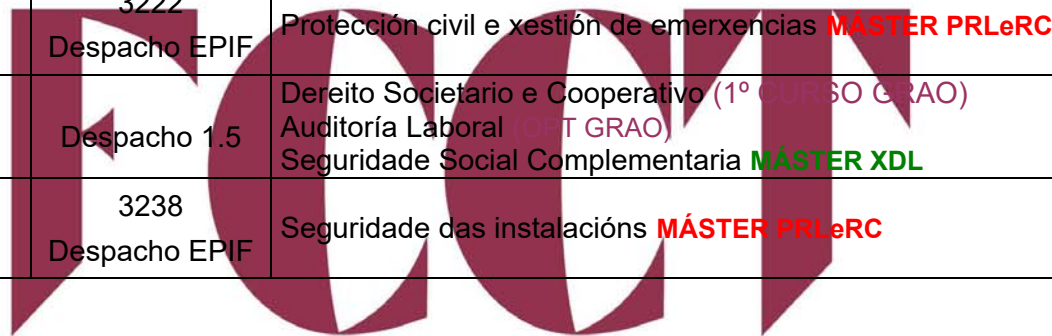 3222
Despacho EPIF
Protección civil e xestión de emerxencias MÁSTER PRLeRC
Despacho 1.5
Dereito Societario e Cooperativo (1º CURSO GRAO)
Auditoría Laboral (OPT GRAO)
Seguridade Social Complementaria MÁSTER XDL
3238
Despacho EPIF
Seguridade das instalacións MÁSTER PRLeRC
FCCT